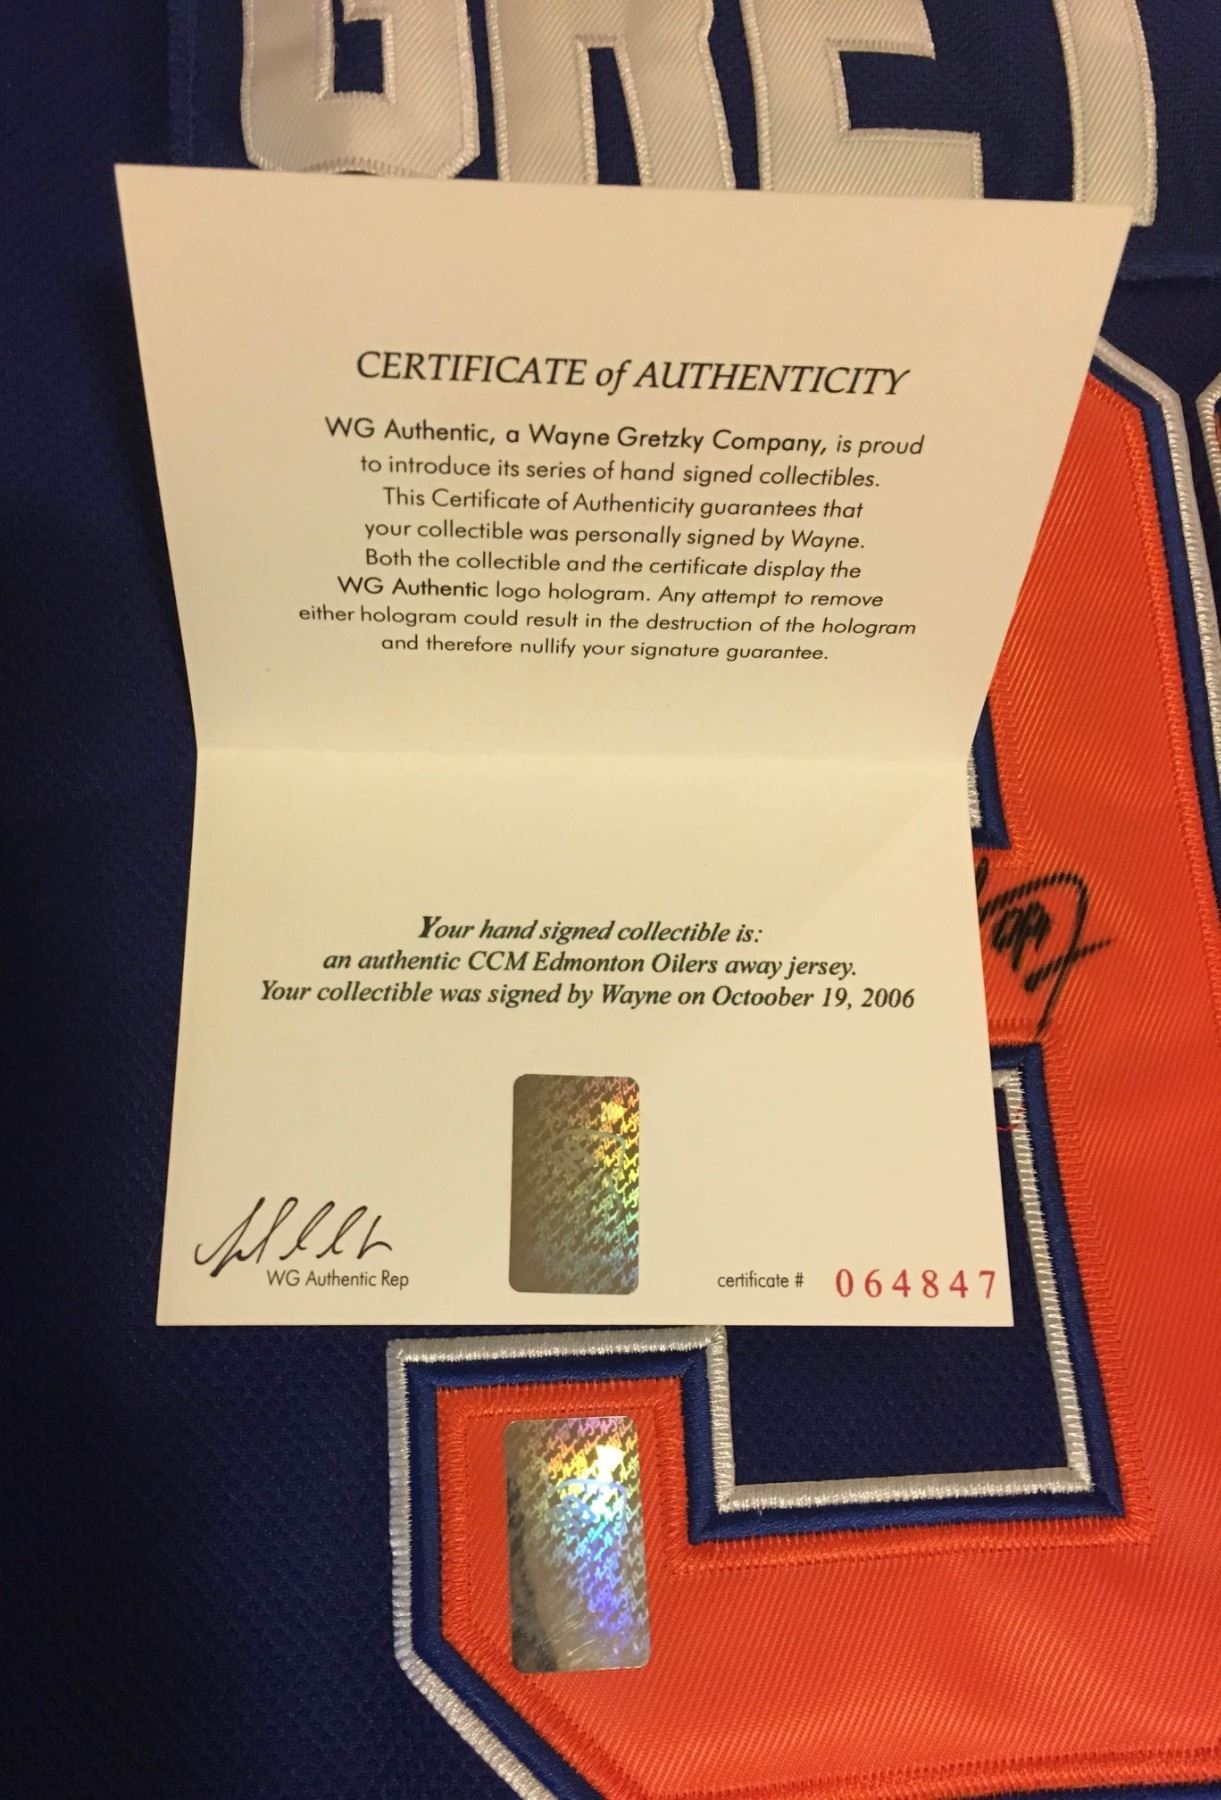 GRET
CERTIFICATE of AUTHENTICITY
WG Authentic, a Wayne Gretzky Company, is proud
to introduce its series of hand signed collectibles.
This Certificate of Authenticity guarantees that
your collectible was personally signed by Wayne.
Both the collectible and the certificate display the
WG Authentic logo hologram. Any attempt to remove
either hologram could result in the destruction of the hologram
and therefore nullify your signature guarantee.
Your hand signed collectible is:
an authentic CCM Edmonton Oilers away jersey.
Your collectible was signed by Wayne on Octoober 19, 2006
WG Authentic Rep
certificate # 064847